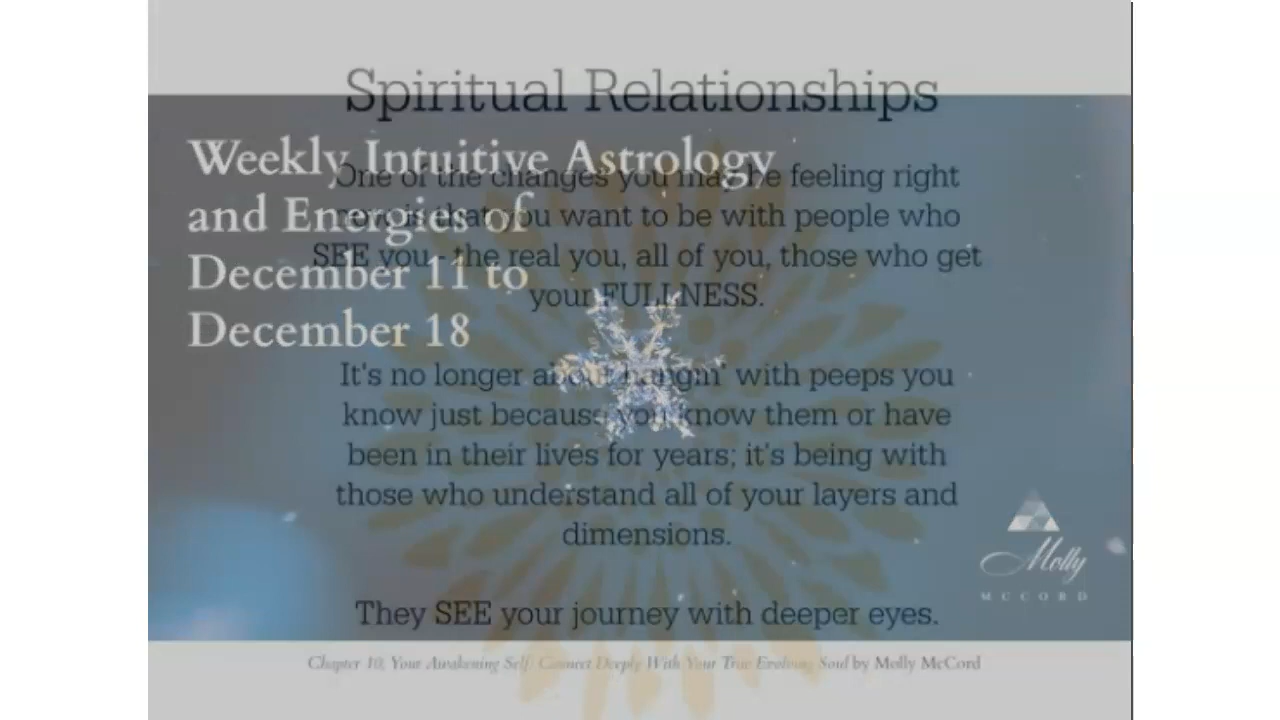 Spiritual Relationships
Weekly Intuitive Astrology
and Energies of
December 11 to
December 18
One of the changes you may be feeling right
now is that you want to be with people who
SEE you - the real you, all of you, those who get
your FULLNESS.
It's no longer about hangin' with peeps you
know just because you know them or have
been in their lives for years; it's being with
those who understand all of your layers and
dimensions.
They SEE your journey with deeper eyes.
Molly
MCCORD
Chapter 10, Your Awakening Self: Connect Deeply With Your True Evolving Soul by Molly McCord